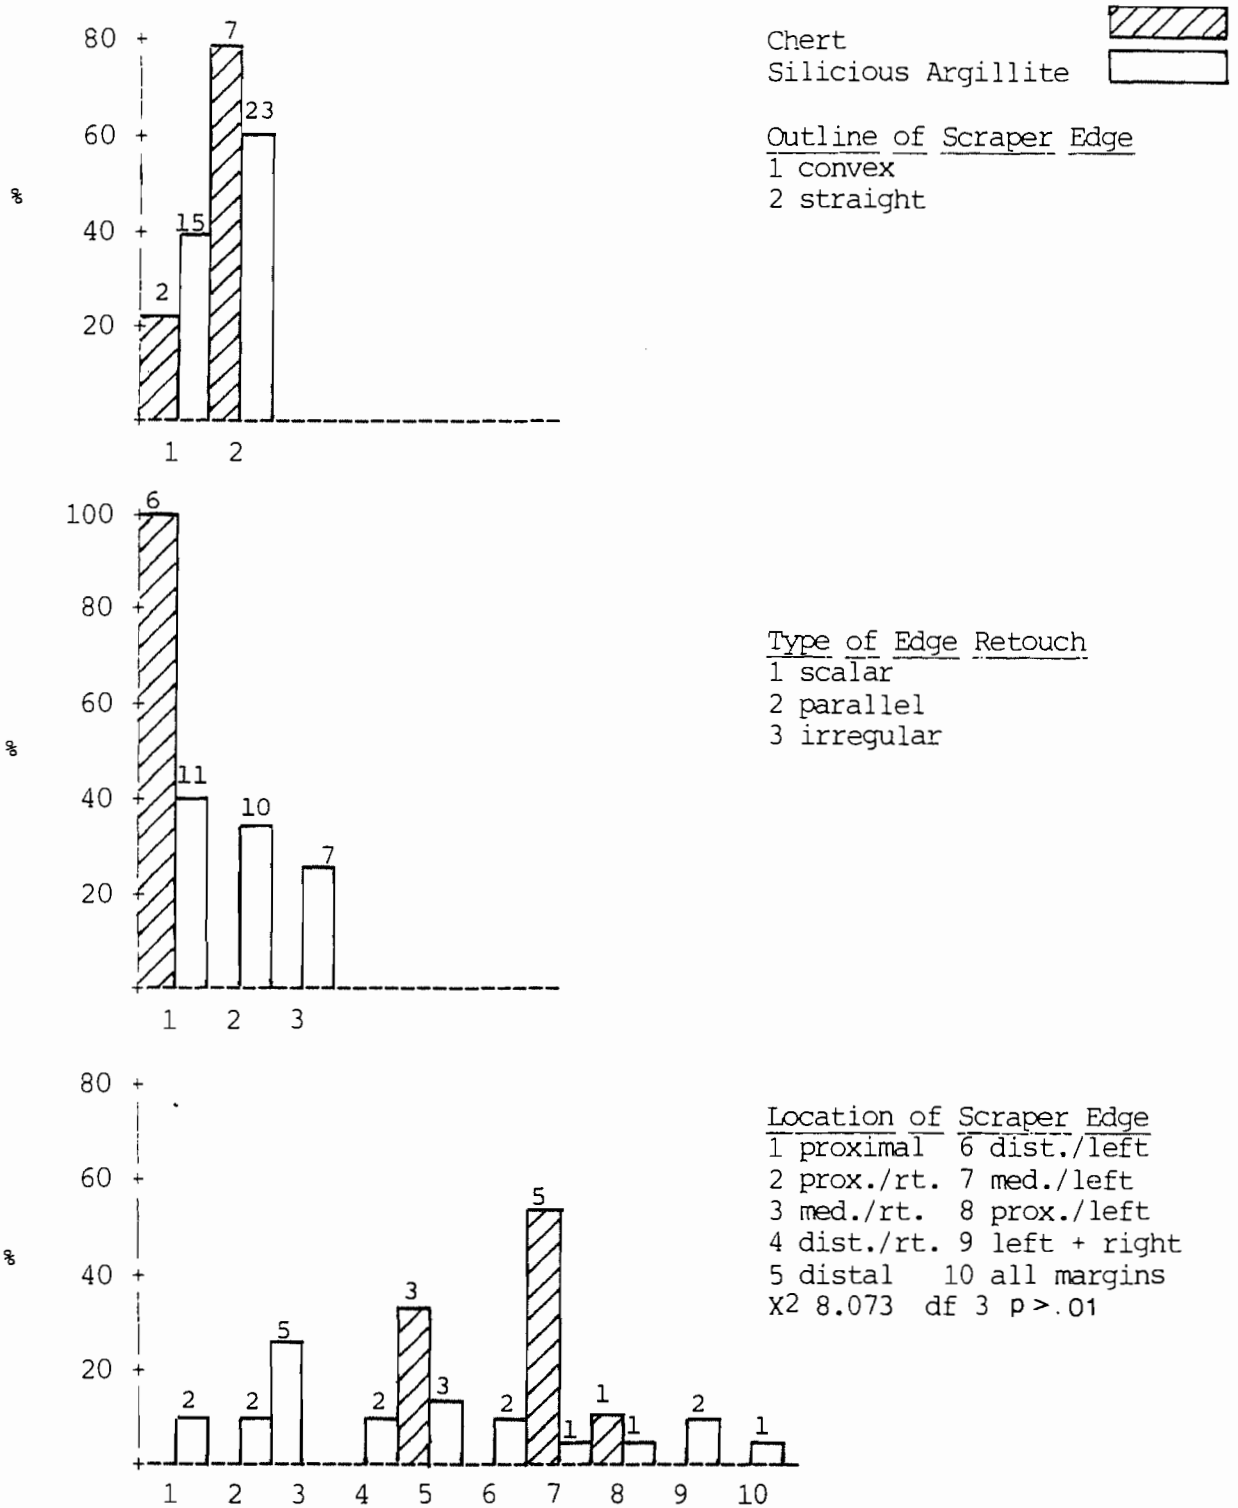 Chert
Silicious Argillite
Outline of Scraper Edge
1 convex
2 straight
80
60
%
40
20
7
23
15
2
1 2
100
80
60
%
40
20
6
11
10
7
1 2 3
Type of Edge Retouch
1 scalar
2 parallel
3 irregular
80
60
%
40
20
2 2 5 2 3 3 2 5 1 1 1 2 1
1 2 3 4 5 6 7 8 9 10
Location of Scraper Edge
1 proximal 6 dist./left
2 prox./rt. 7 med./left
3 med./rt. 8 prox./left
4 dist./rt. 9 left + right
5 distal 10 all margins
X2 8.073 df 3 p >.01